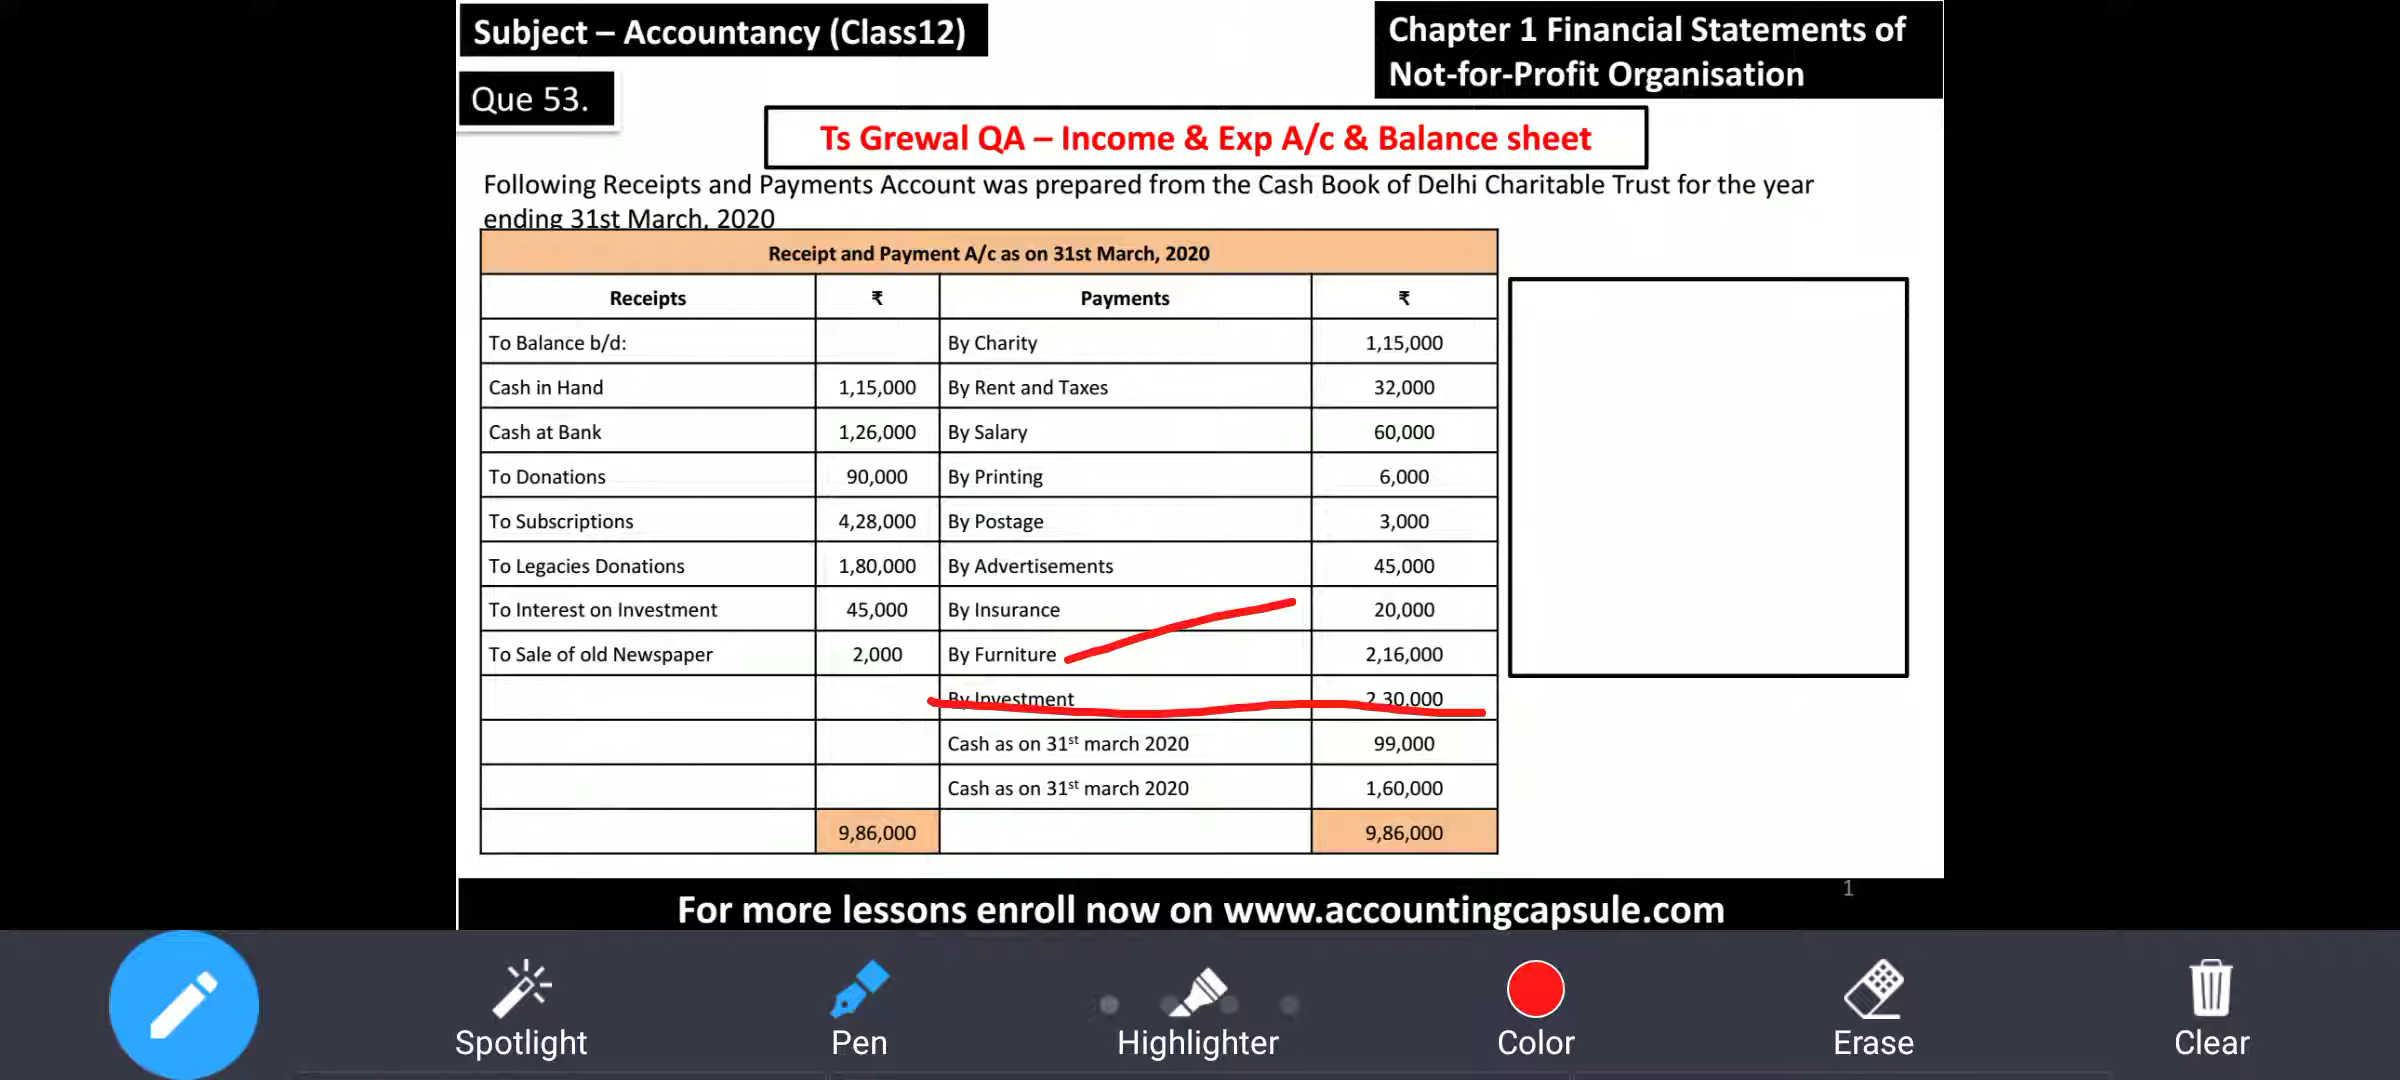 Subject – Accountancy (Class12)
Chapter 1 Financial Statements of
Not-for-Profit Organisation
Que 53.
Ts Grewal QA – Income & Exp A/c & Balance sheet
Following Receipts and Payments Account was prepared from the Cash Book of Delhi Charitable Trust for the year
ending 31st March, 2020
Receipt and Payment A/c as on 31st March, 2020
Receipts ₹ Payments ₹
To Balance b/d: By Charity 1,15,000
Cash in Hand 1,15,000 By Rent and Taxes 32,000
Cash at Bank 1,26,000 By Salary 60,000
To Donations 90,000 By Printing 6,000
To Subscriptions 4,28,000 By Postage 3,000
To Legacies Donations 1,80,000 By Advertisements 45,000
To Interest on Investment 45,000 By Insurance 20,000
To Sale of old Newspaper 2,000 By Furniture 2,16,000
By Investment 2,30,000
Cash as on 31st march 2020 99,000
Cash as on 31st march 2020 1,60,000
9,86,000 9,86,000
1
For more lessons enroll now on www.accountingcapsule.com
Spotlight Pen Highlighter Color Erase Clear